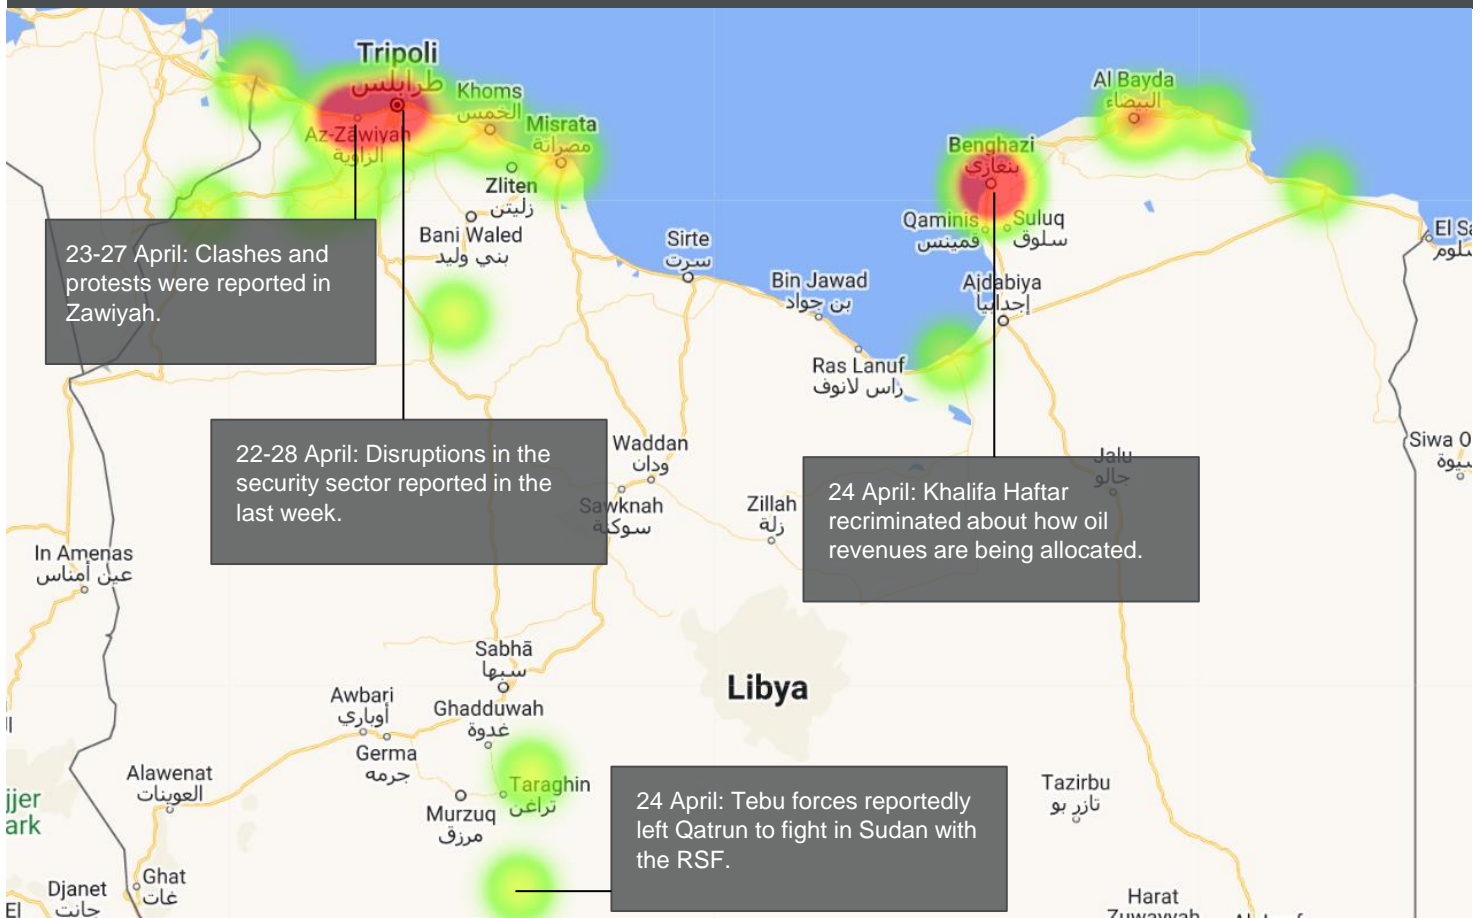 Tripoli
طرابلس
Khoms
الخمس
Az-Zāwiyah
الزاوية
Misrata
مصراتة
Zliten
زليتن
Bani Waled
بني وليد
Sirte
سرت
Bin Jawad
بن جواد
Ras Lanuf
راس لانوف
Al Bayda
البيضاء
Benghazi
بنغازي
Qaminis
قمينس
Suluq
سلوق
Ajdabiya
إجدابيا
23-27 April: Clashes and
protests were reported in
Zawiyah.
22-28 April: Disruptions in the
security sector reported in the
last week.
24 April: Khalifa Haftar
recriminated about how oil
revenues are being allocated.
Waddan
ودان
Sawknah
سوكنة
Zillah
زلة
Jalu
جالو
Siwa
In Amenas
عين أمناس
Sabhā
سبها
Libya
Awbari
أوباري
Ghadduwah
غدوة
Germa
جرمه
Alawenat
العوينات
Taraghin
تراغن
Murzuq
مرزق
Tazirbu
تازر بو
24 April: Tebu forces reportedly
left Qatrun to fight in Sudan with
the RSF.
Ghat
غات
Djanet
جانت
Harat